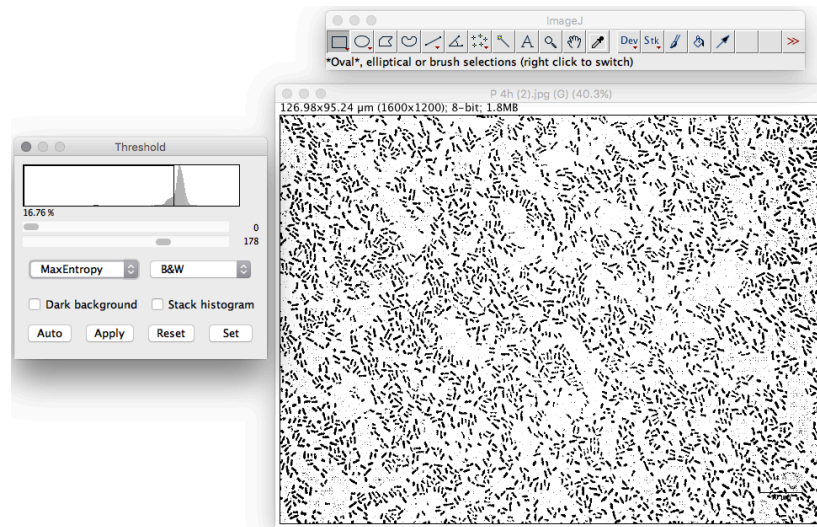 ImageJ
Dev Stk
*Oval*, elliptical or brush selections (right click to switch)
P 4h (2).jpg (G) (40.3%)
126.98x95.24 µm (1600x1200); 8-bit; 1.8MB
Threshold
16.76 %
0
178
MaxEntropy B&W
Dark background Stack histogram
Auto Apply Reset Set